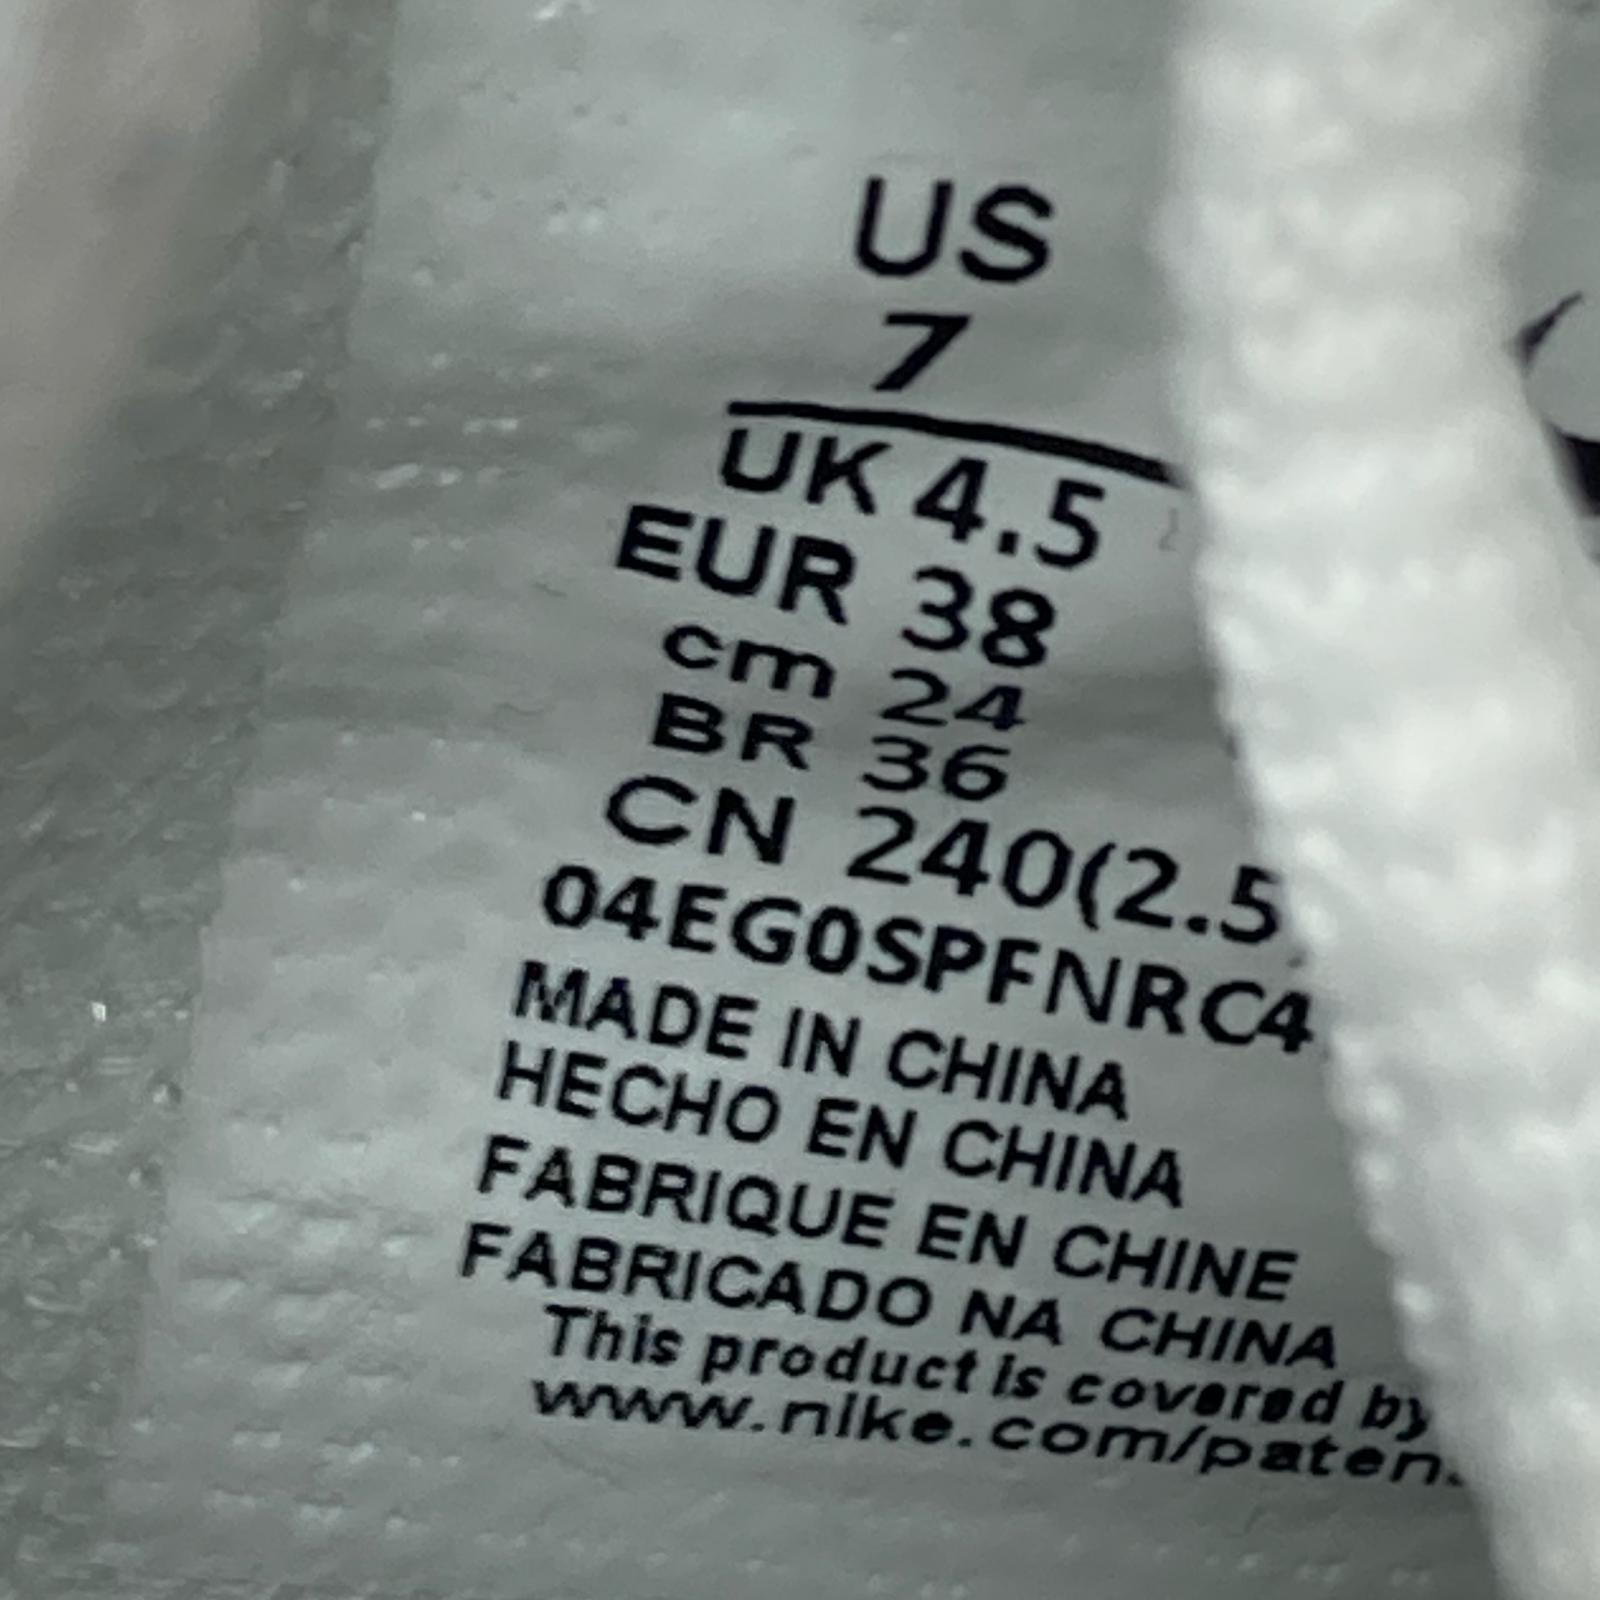 US
7
UK 4.5
EUR 38
cm 24
BR 36
CN 240(2.5
04EG0SPFNRC4
MADE IN CHINA
HECHO EN CHINA
FABRIQUE EN CHINE
FABRICADO NA CHINA
This product is covered by
www.nike.com/paten